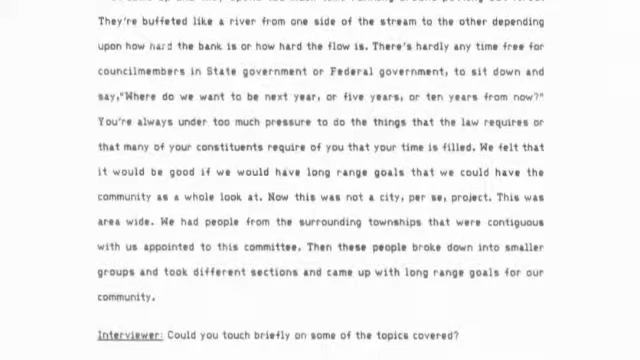 They're buffeted like a river from one side of the stream to the other depending
upon how hard the bank is or how hard the flow is. There's hardly any time free for
councilmembers in State government or Federal government, to sit down and
say,"Where do we want to be next year, or five years, or ten years from now?"
You're always under too much pressure to do the things that the law requires or
that many of your constituents require of you that your time is filled. We felt that
it would be good if we would have long range goals that we could have the
community as a whole look at. Now this was not a city, per se, project. This was
area wide. We had people from the surrounding townships that were contiguous
with us appointed to this committee. Then these people broke down into smaller
groups and took different sections and came up with long range goals for our
community.
Interviewer: Could you touch briefly on some of the topics covered?